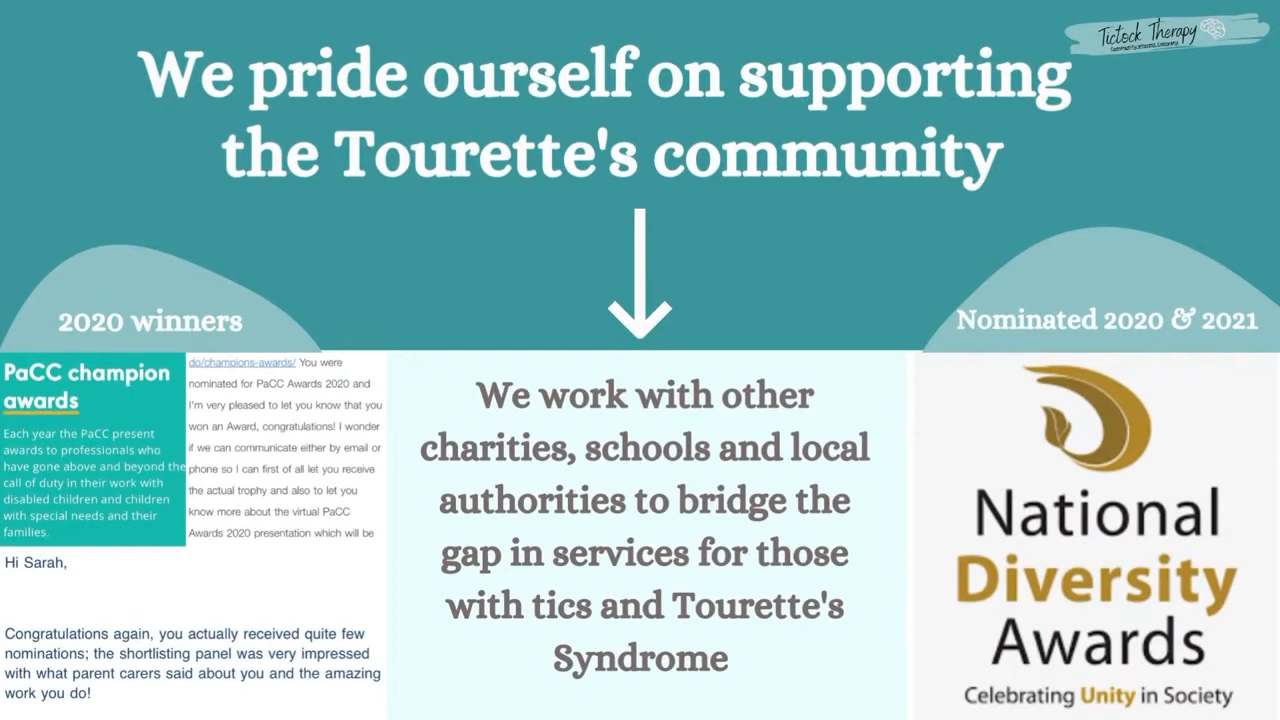 Tictock Therapy
We pride ourself on supporting
the Tourette's community
2020 winners
Nominated 2020 & 2021
PaCC champion
awards
Each year the PaCC present
awards to professionals who
have gone above and beyond the
call of duty in their work with
disabled children and children
with special needs and their
families.
do/champions-awards/ You were
nominated for PaCC Awards 2020 and
I'm very pleased to let you know that you
won an Award, congratulations! I wonder
if we can communicate either by email or
phone so i can first of all let you receive
the actual trophy and also to let you
know more about the virtual PaCC
Awards 2020 presentation which will be
Hi Sarah,
Congratulations again, you actually received quite few
nominations; the shortlisting panel was very impressed
with what parent carers said about you and the amazing
work you do!
We work with other
charities, schools and local
authorities to bridge the
gap in services for those
with tics and Tourette's
Syndrome
National
Diversity
Awards
Celebrating Unity in Society